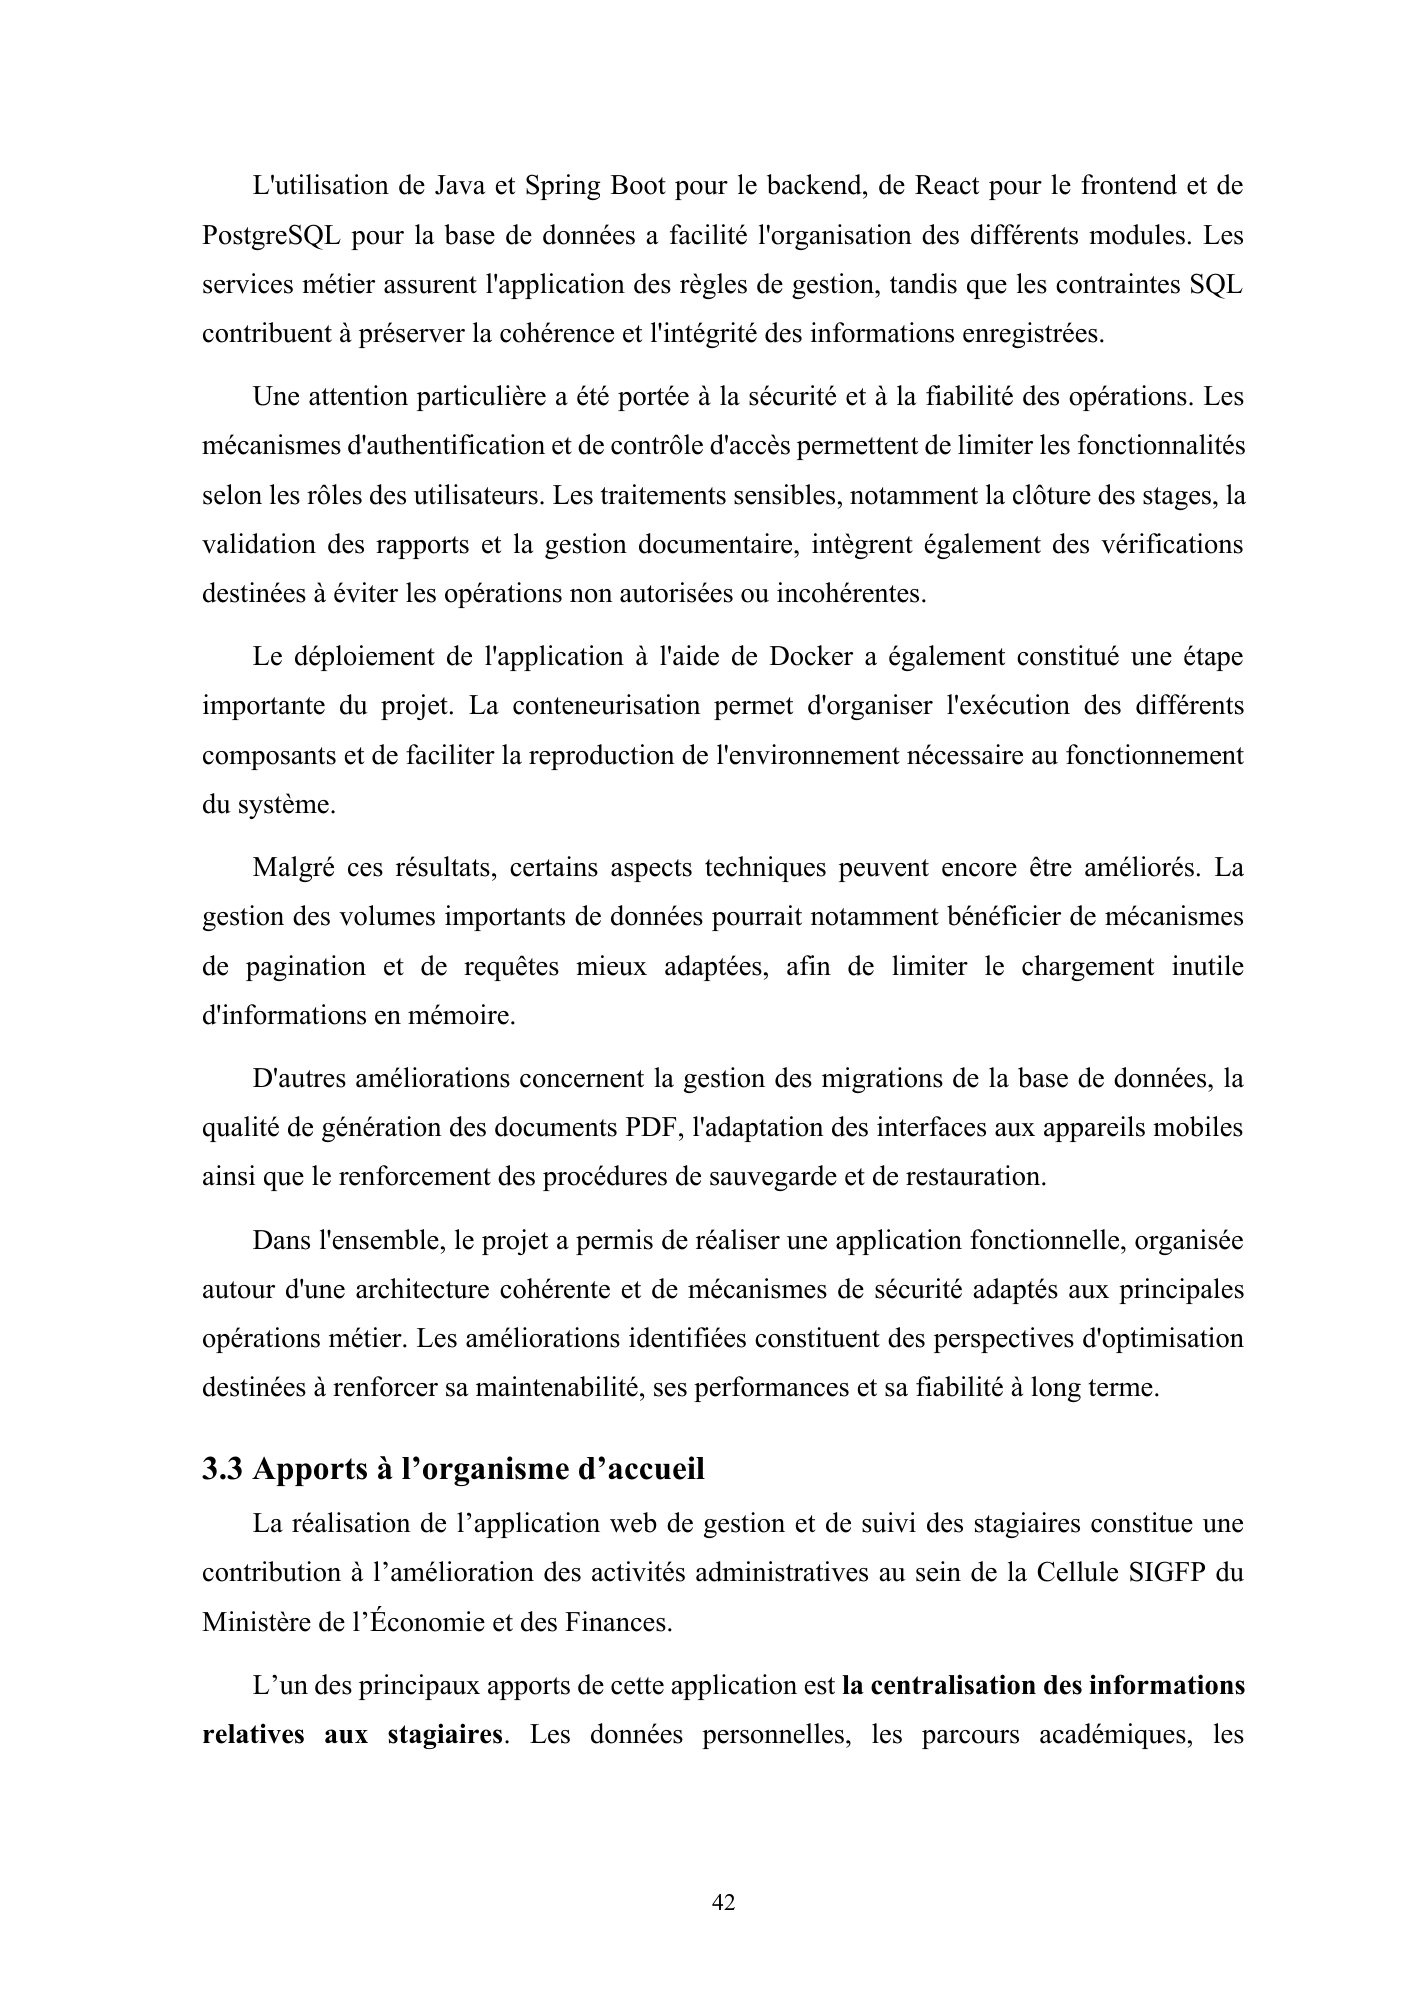 L'utilisation de Java et Spring Boot pour le backend, de React pour le frontend et de
PostgreSQL pour la base de données a facilité l'organisation des différents modules. Les
services métier assurent l'application des règles de gestion, tandis que les contraintes SQL
contribuent à préserver la cohérence et l'intégrité des informations enregistrées.
Une attention particulière a été portée à la sécurité et à la fiabilité des opérations. Les
mécanismes d'authentification et de contrôle d'accès permettent de limiter les fonctionnalités
selon les rôles des utilisateurs. Les traitements sensibles, notamment la clôture des stages, la
validation des rapports et la gestion documentaire, intègrent également des vérifications
destinées à éviter les opérations non autorisées ou incohérentes.
Le déploiement de l'application à l'aide de Docker a également constitué une étape
importante du projet. La conteneurisation permet d'organiser l'exécution des différents
composants et de faciliter la reproduction de l'environnement nécessaire au fonctionnement
du système.
Malgré ces résultats, certains aspects techniques peuvent encore être améliorés. La
gestion des volumes importants de données pourrait notamment bénéficier de mécanismes
de pagination et de requêtes mieux adaptées, afin de limiter le chargement inutile
d'informations en mémoire.
D'autres améliorations concernent la gestion des migrations de la base de données, la
qualité de génération des documents PDF, l'adaptation des interfaces aux appareils mobiles
ainsi que le renforcement des procédures de sauvegarde et de restauration.
Dans l'ensemble, le projet a permis de réaliser une application fonctionnelle, organisée
autour d'une architecture cohérente et de mécanismes de sécurité adaptés aux principales
opérations métier. Les améliorations identifiées constituent des perspectives d'optimisation
destinées à renforcer sa maintenabilité, ses performances et sa fiabilité à long terme.
3.3 Apports à l’organisme d’accueil
La réalisation de l’application web de gestion et de suivi des stagiaires constitue une
contribution à l’amélioration des activités administratives au sein de la Cellule SIGFP du
Ministère de l’Économie et des Finances.
L’un des principaux apports de cette application est la centralisation des informations
relatives aux stagiaires. Les données personnelles, les parcours académiques, les
42